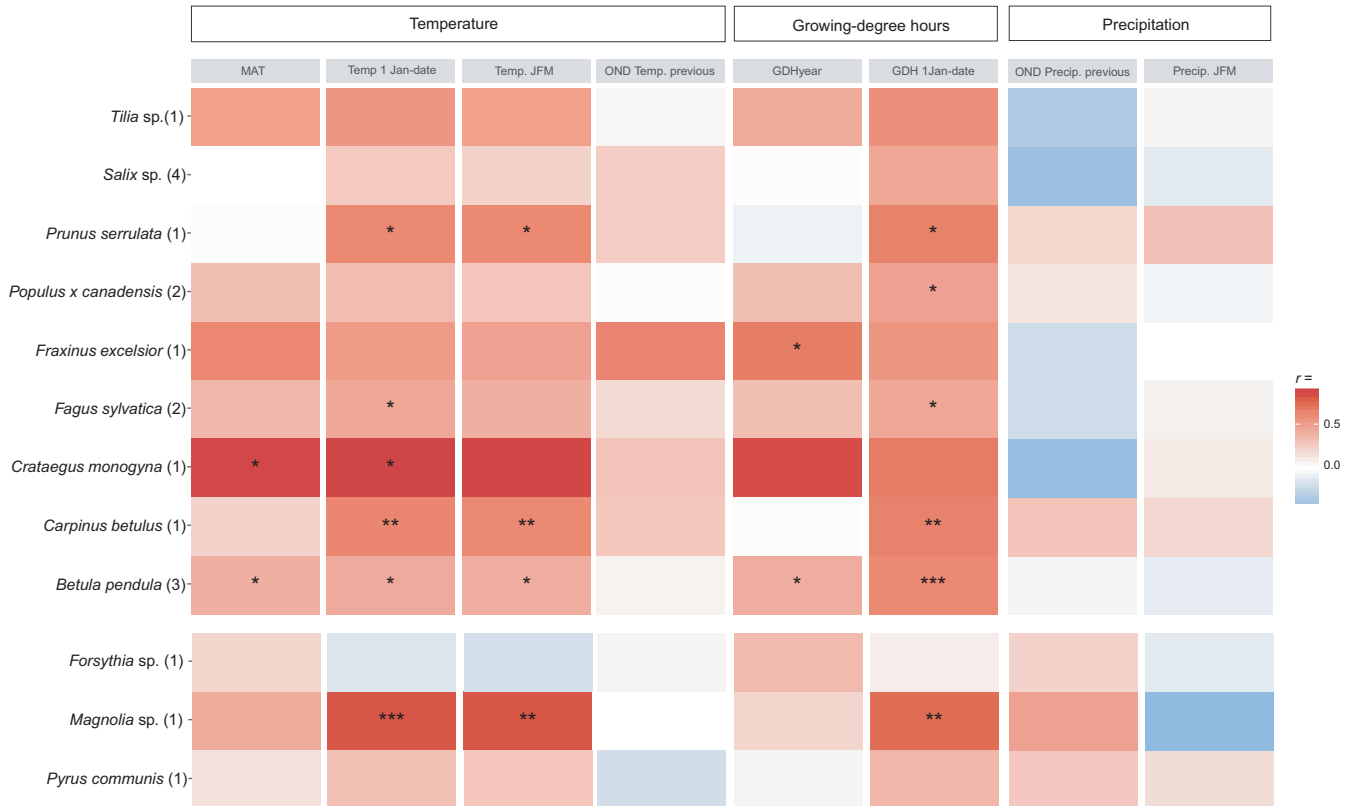 Temperature Growing-degree hours Precipitation
MAT Temp 1 Jan-date Temp. JFM OND Temp. previous GDHyear GDH 1Jan-date OND Precip. previous Precip. JFM
Tilia sp.(1)
Salix sp. (4)
Prunus serrulata (1) * * *
Populus x canadensis (2) *
Fraxinus excelsior (1) *
Fagus sylvatica (2) * *
Crataegus monogyna (1) * *
Carpinus betulus (1) ** ** **
Betula pendula (3) * * * * ***
Forsythia sp. (1)
Magnolia sp. (1) *** ** **
Pyrus communis (1)
r =
0.5
0.0